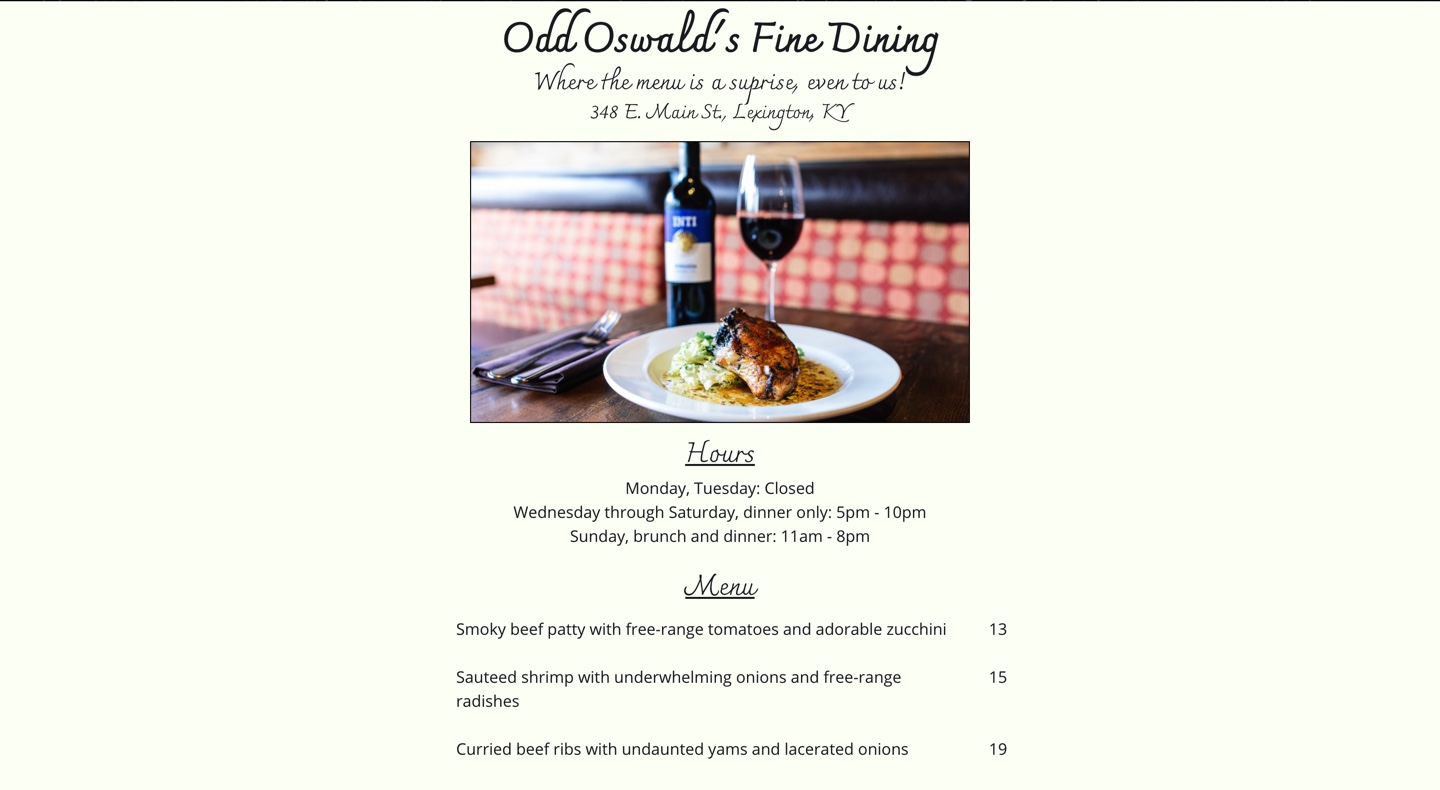 Odd Oswald's Fine Dining
Where the menu is a suprise, even to us!
348 E. Main St., Lexington, KY
INTI
Hours
Monday, Tuesday: Closed
Wednesday through Saturday, dinner only: 5pm - 10pm
Sunday, brunch and dinner: 11am - 8pm
Menu
Smoky beef patty with free-range tomatoes and adorable zucchini 13
Sauteed shrimp with underwhelming onions and free-range 15
radishes
Curried beef ribs with undaunted yams and lacerated onions 19